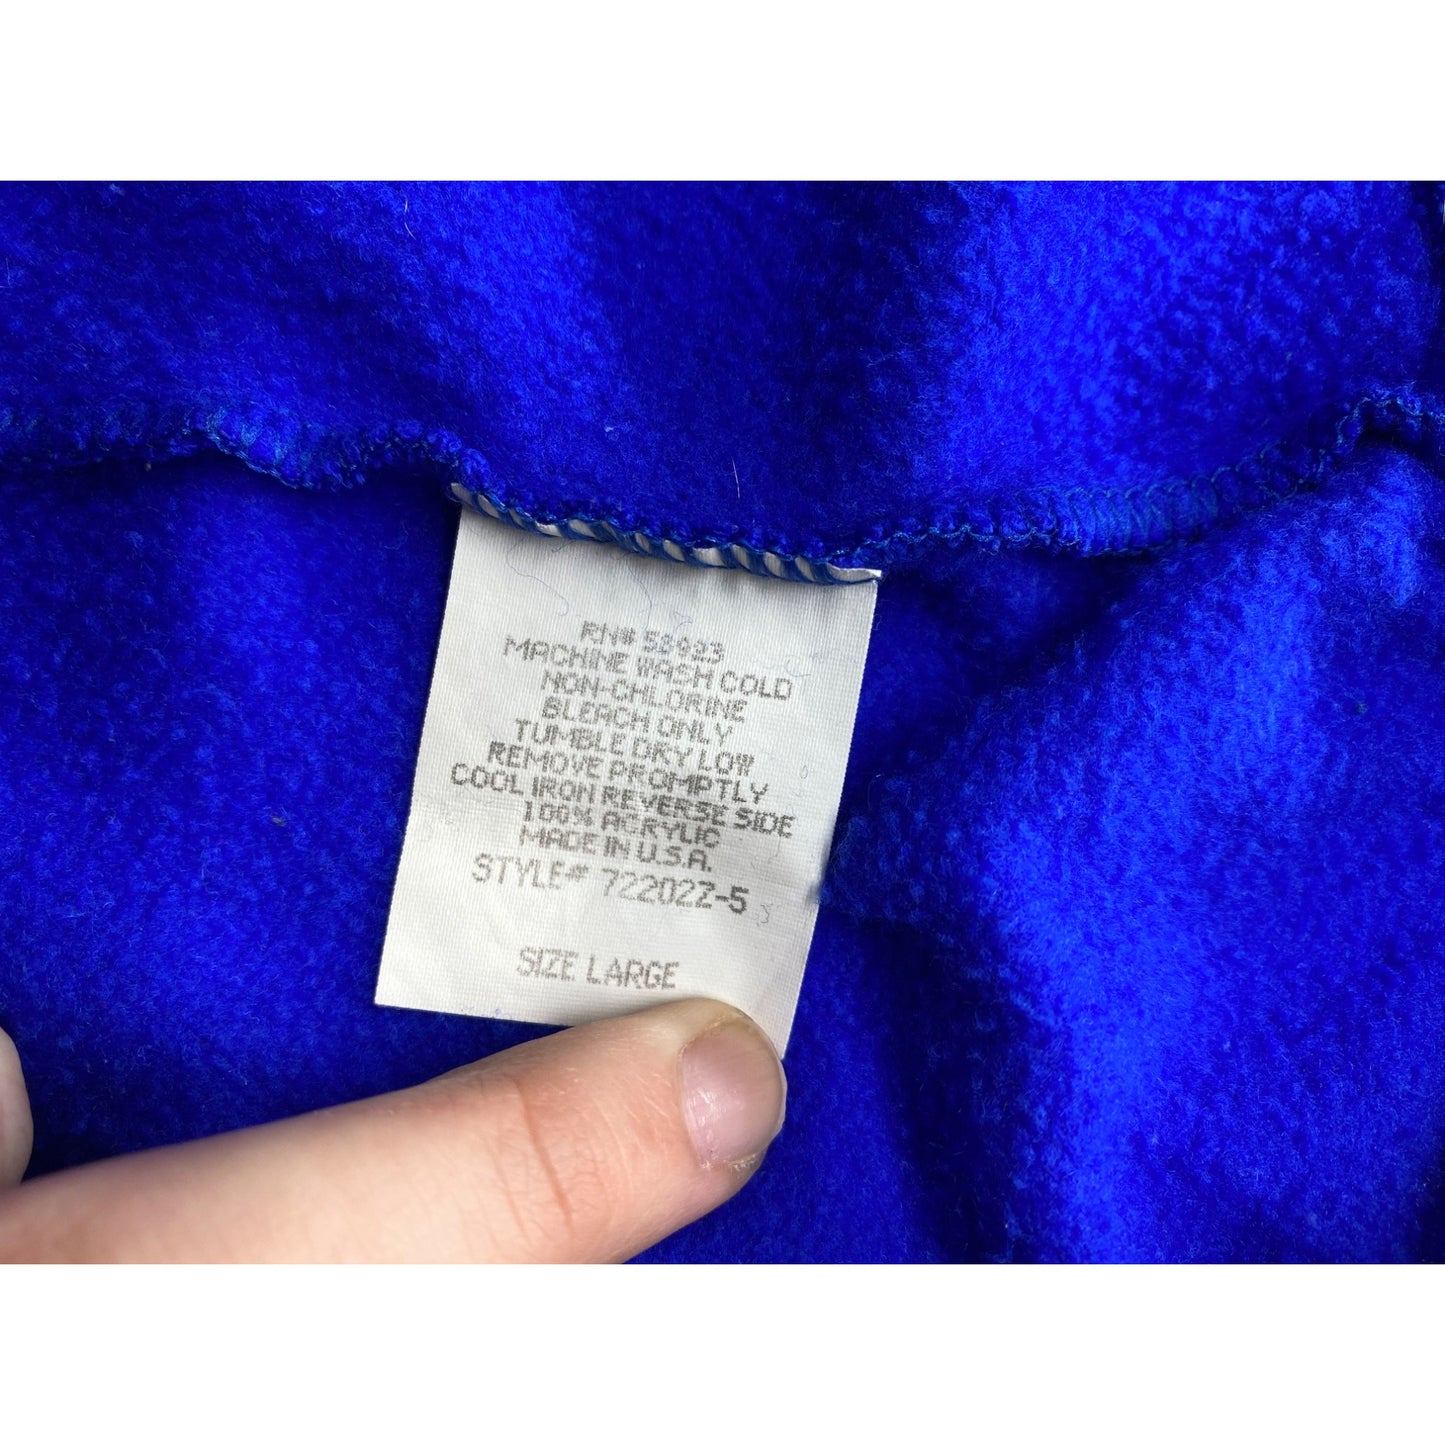 RN# 53923
MACHINE WASH COLD
NON-CHLORINE
BLEACH ONLY
TUMBLE DRY LOW
REMOVE PROMPTLY
COOL IRON REVERSE SIDE
100% ACRYLIC
MADE IN U.S.A.
STYLE# 722022-5
SIZE LARGE